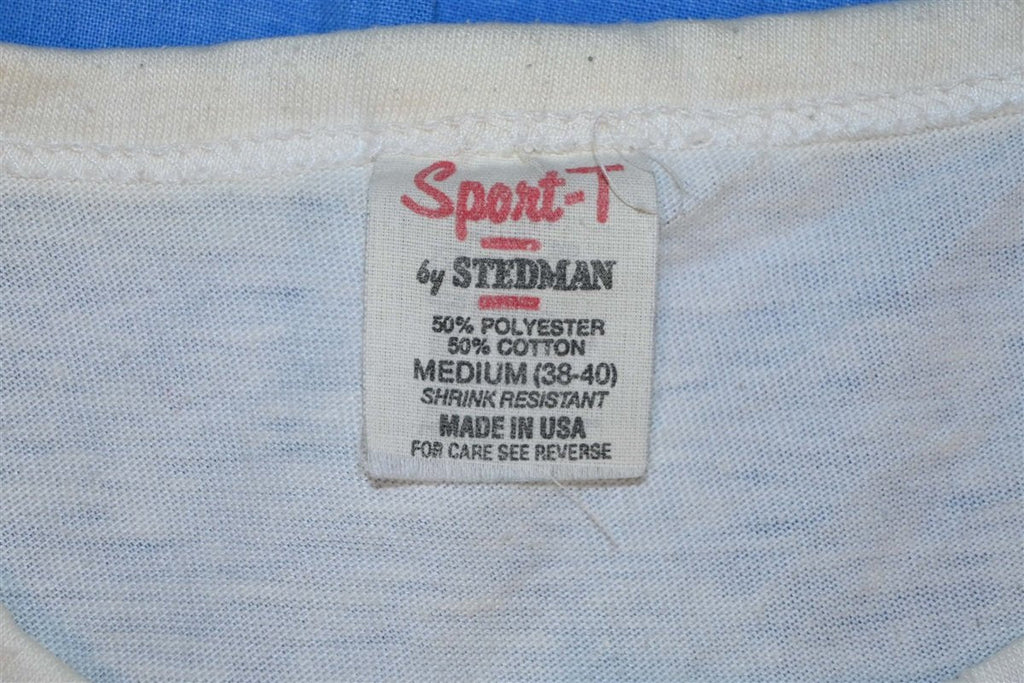 Sport-T
by STEDMAN
50% POLYESTER
50% COTTON
MEDIUM (38-40)
SHRINK RESISTANT
MADE IN USA
FOR CARE SEE REVERSE